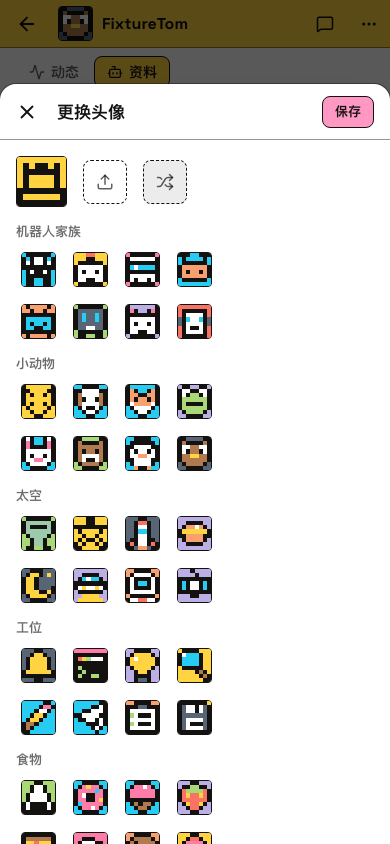 FixtureTom
动态
资料
更换头像
保存
机器人家族
小动物
太空
工位
食物